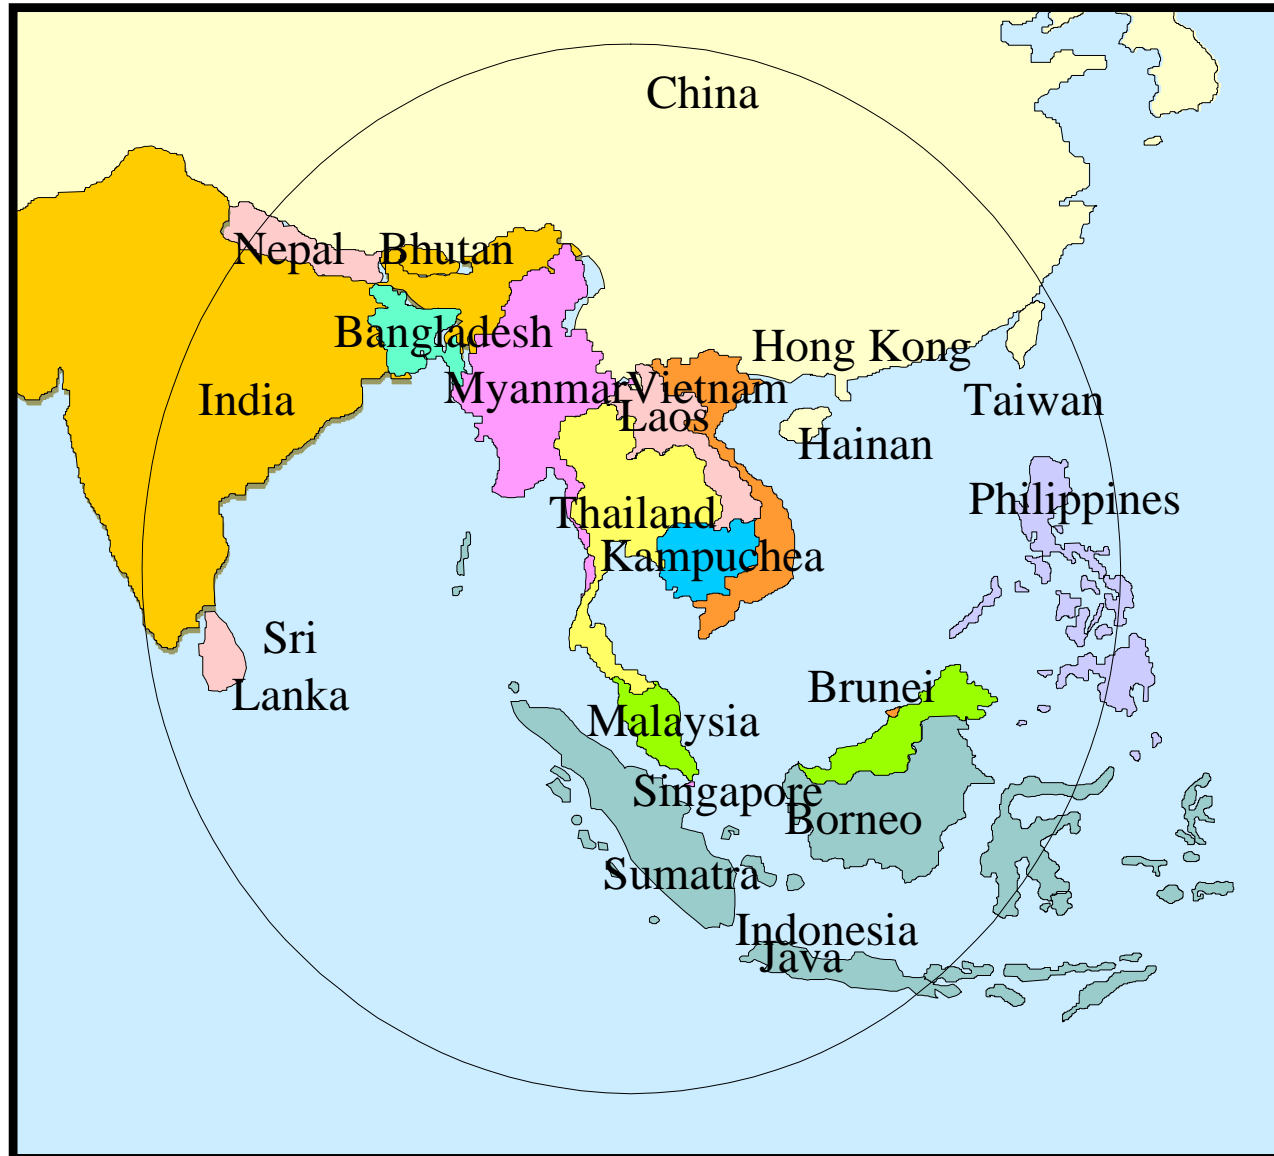 China
Nepal
Bhutan
Bangladesh
Hong Kong
India
Myanmar
Vietnam
Taiwan
Laos
Hainan
Thailand
Philippines
Kampuchea
Sri
Lanka
Brunei
Malaysia
Singapore
Borneo
Sumatra
Indonesia
Java